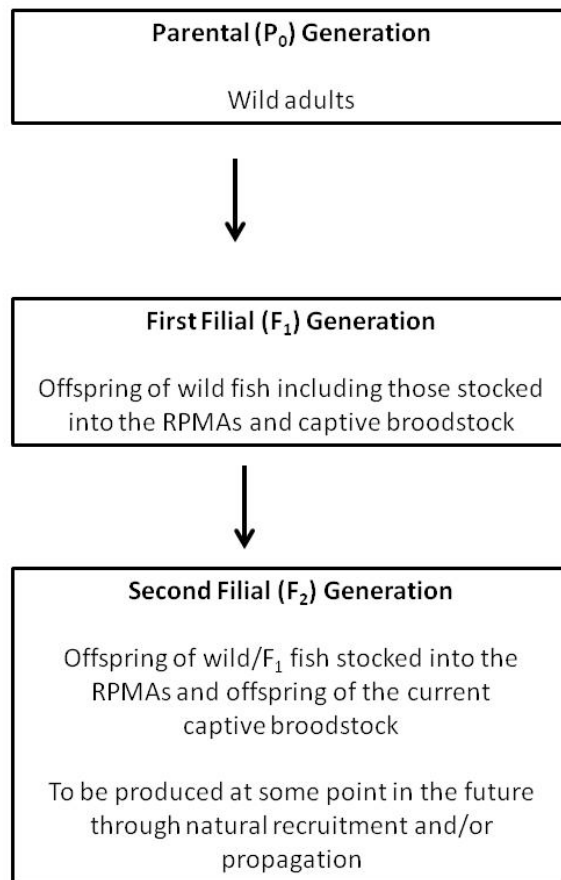 Parental (P₀) Generation
Wild adults
First Filial (F₁) Generation
Offspring of wild fish including those stocked
into the RPMAs and captive broodstock
Second Filial (F₂) Generation
Offspring of wild/F₁ fish stocked into the
RPMAs and offspring of the current
captive broodstock
To be produced at some point in the future
through natural recruitment and/or
propagation